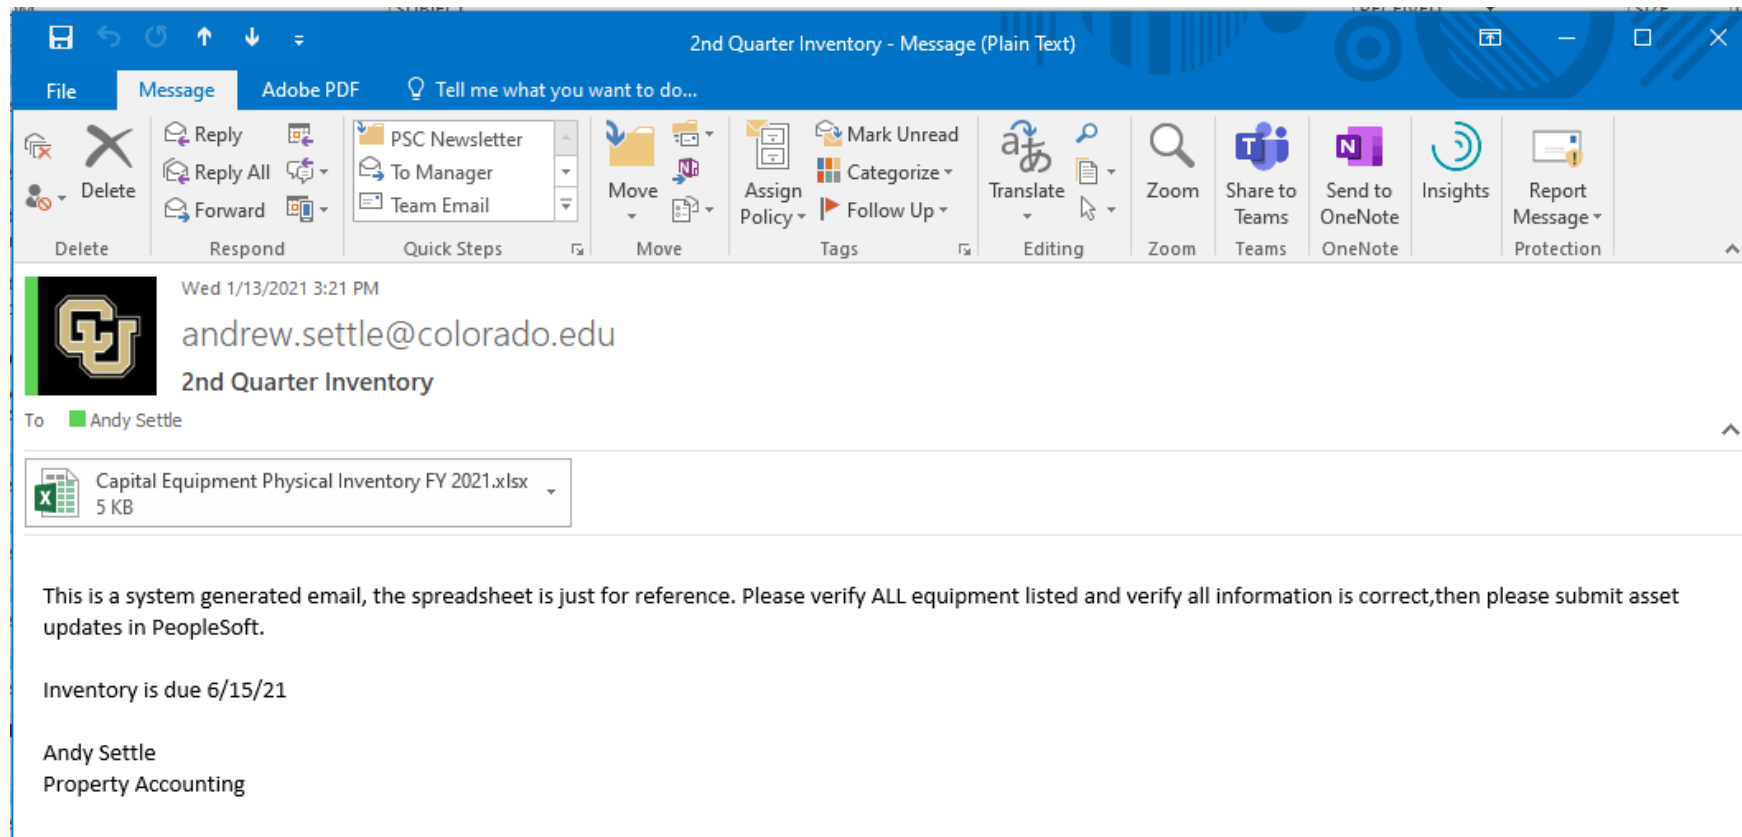 2nd Quarter Inventory - Message (Plain Text)
File Message Adobe PDF Tell me what you want to do...
Delete
Reply
Reply All
Forward
PSC Newsletter
To Manager
Team Email
Move
Assign
Policy
Mark Unread
Categorize
Follow Up
Translate
Zoom
Share to
Teams
Send to
OneNote
Insights
Report
Message
Delete Respond Quick Steps Move Tags Editing Zoom Teams OneNote Protection
CU
Wed 1/13/2021 3:21 PM
andrew.settle@colorado.edu
2nd Quarter Inventory
To Andy Settle
Capital Equipment Physical Inventory FY 2021.xlsx
5 KB
This is a system generated email, the spreadsheet is just for reference. Please verify ALL equipment listed and verify all information is correct,then please submit asset
updates in PeopleSoft.
Inventory is due 6/15/21
Andy Settle
Property Accounting